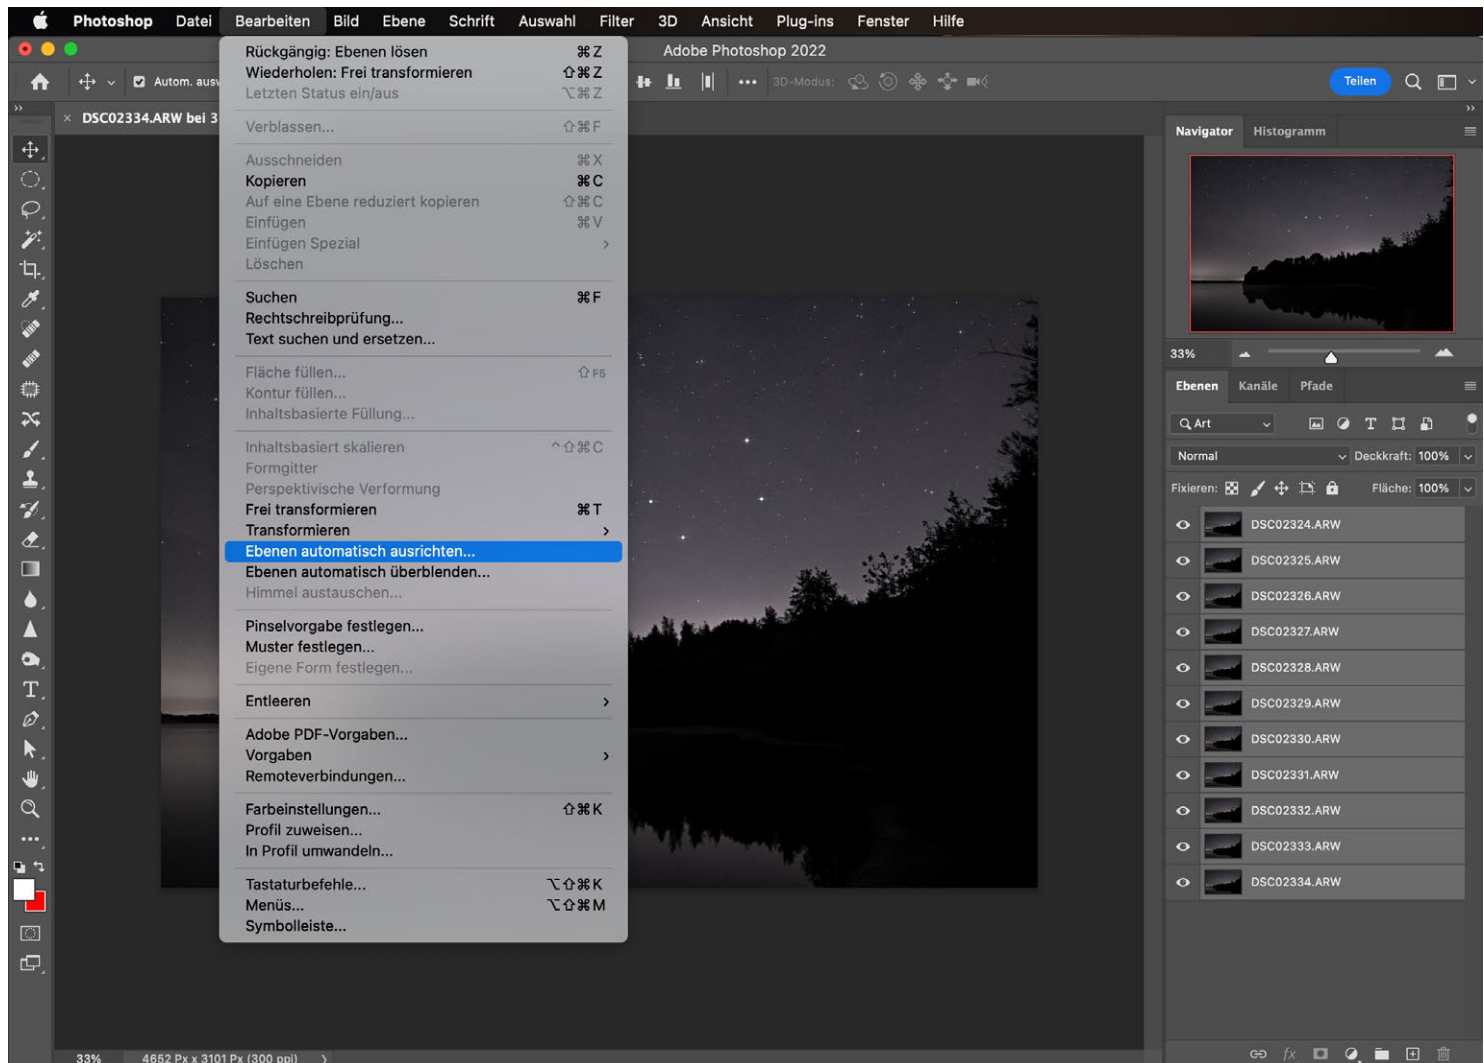 Photoshop Datei Bearbeiten Bild Ebene Schrift Auswahl Filter 3D Ansicht Plug-ins Fenster Hilfe
Adobe Photoshop 2022
Autom. ausw
3D-Modus:
Teilen
DSC02334.ARW bei 3
Rückgängig: Ebenen lösen ⌘Z
Wiederholen: Frei transformieren ⇧⌘Z
Letzten Status ein/aus ⌥⌘Z
Verblassen... ⇧⌘F
Ausschneiden ⌘X
Kopieren ⌘C
Auf eine Ebene reduziert kopieren ⇧⌘C
Einfügen ⌘V
Einfügen Spezial >
Löschen
Suchen ⌘F
Rechtschreibprüfung...
Text suchen und ersetzen...
Fläche füllen... ⇧F5
Kontur füllen...
Inhaltsbasierte Füllung...
Inhaltsbasiert skalieren ^⇧⌘C
Formgitter
Perspektivische Verformung
Frei transformieren ⌘T
Transformieren >
Ebenen automatisch ausrichten...
Ebenen automatisch überblenden...
Himmel austauschen...
Pinselvorgabe festlegen...
Muster festlegen...
Eigene Form festlegen...
Entleeren >
Adobe PDF-Vorgaben...
Vorgaben >
Remoteverbindungen...
Farbeinstellungen... ⇧⌘K
Profil zuweisen...
In Profil umwandeln...
Tastaturbefehle... ⌥⇧⌘K
Menüs... ⌥⇧⌘M
Symbolleiste...
Navigator Histogramm
33%
Ebenen Kanäle Pfade
Art
Normal Deckkraft: 100%
Fixieren: Fläche: 100%
DSC02324.ARW
DSC02325.ARW
DSC02326.ARW
DSC02327.ARW
DSC02328.ARW
DSC02329.ARW
DSC02330.ARW
DSC02331.ARW
DSC02332.ARW
DSC02333.ARW
DSC02334.ARW
fx
33% 4652 Px x 3101 Px (300 ppi) >